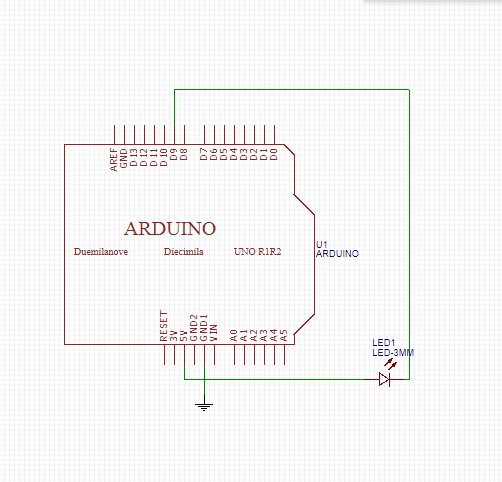 AREF
GND
D13
D12
D11
D10
D9
D8
D7
D6
D5
D4
D3
D2
D1
D0
ARDUINO
Duemilanove Diecimila UNO R1R2
U1
ARDUINO
RESET
3V
5V
GND2
GND1
VIN
A0
A1
A2
A3
A4
A5
LED1
LED-3MM